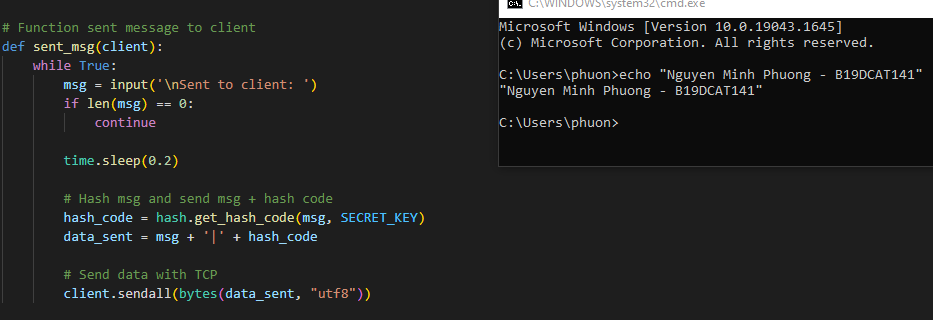 # Function sent message to client
def sent_msg(client):
    while True:
        msg = input('\nSent to client: ')
        if len(msg) == 0:
            continue

        time.sleep(0.2)

        # Hash msg and send msg + hash code
        hash_code = hash.get_hash_code(msg, SECRET_KEY)
        data_sent = msg + '|' + hash_code

        # Send data with TCP
        client.sendall(bytes(data_sent, "utf8"))
C:\WINDOWS\system32\cmd.exe
Microsoft Windows [Version 10.0.19043.1645]
(c) Microsoft Corporation. All rights reserved.

C:\Users\phuon>echo "Nguyen Minh Phuong - B19DCAT141"
"Nguyen Minh Phuong - B19DCAT141"

C:\Users\phuon>